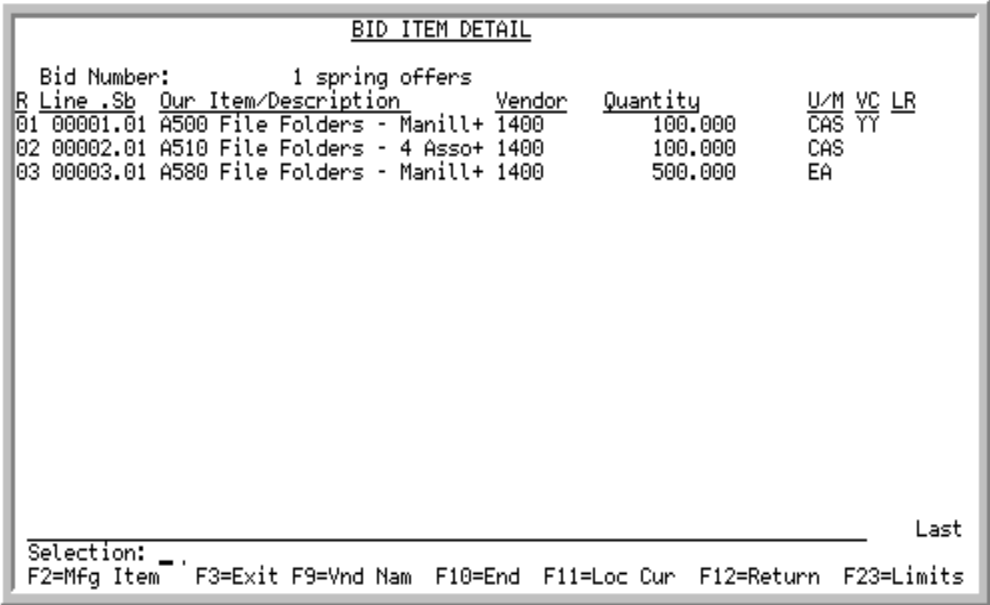 BID ITEM DETAIL
Bid Number: 1 spring offers
R Line .Sb Our Item/Description Vendor Quantity U/M VC LR
01 00001.01 A500 File Folders - Manill+ 1400 100.000 CAS YY
02 00002.01 A510 File Folders - 4 Asso+ 1400 100.000 CAS
03 00003.01 A580 File Folders - Manill+ 1400 500.000 EA
Last
Selection:
F2=Mfg Item F3=Exit F9=Vnd Nam F10=End F11=Loc Cur F12=Return F23=Limits